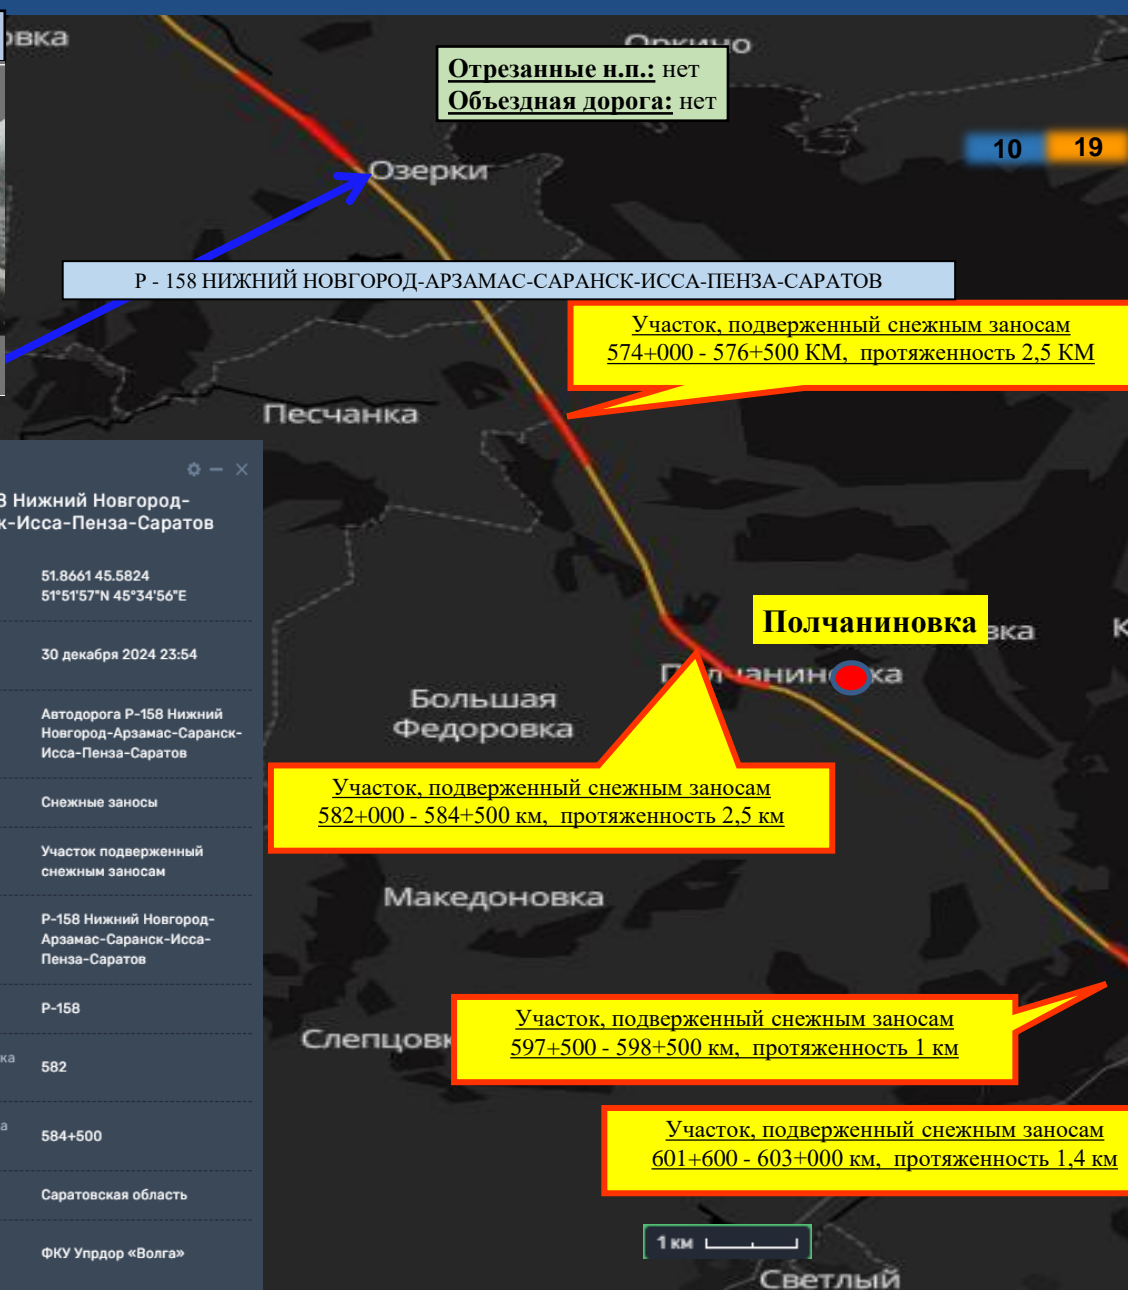 вка
Оркино
Отрезанные н.п.: нет
Объездная дорога: нет
10 19
Озерки
Р - 158 НИЖНИЙ НОВГОРОД-АРЗАМАС-САРАНСК-ИССА-ПЕНЗА-САРАТОВ
Участок, подверженный снежным заносам
574+000 - 576+500 КМ, протяженность 2,5 КМ
Песчанка
8 Нижний Новгород-
к-Исса-Пенза-Саратов
51.8661 45.5824
51°51'57"N 45°34'56"E
30 декабря 2024 23:54
Автодорога Р-158 Нижний
Новгород-Арзамас-Саранск-
Исса-Пенза-Саратов
Снежные заносы
Участок подверженный
снежным заносам
Р-158 Нижний Новгород-
Арзамас-Саранск-Исса-
Пенза-Саратов
Р-158
ка
582
а
584+500
Саратовская область
ФКУ Упрдор «Волга»
Полчаниновка
вка
К
Полчаниновка
Большая
Федоровка
Участок, подверженный снежным заносам
582+000 - 584+500 км, протяженность 2,5 км
Македоновка
Слепцовк
Участок, подверженный снежным заносам
597+500 - 598+500 км, протяженность 1 км
Участок, подверженный снежным заносам
601+600 - 603+000 км, протяженность 1,4 км
1 км
Светлый